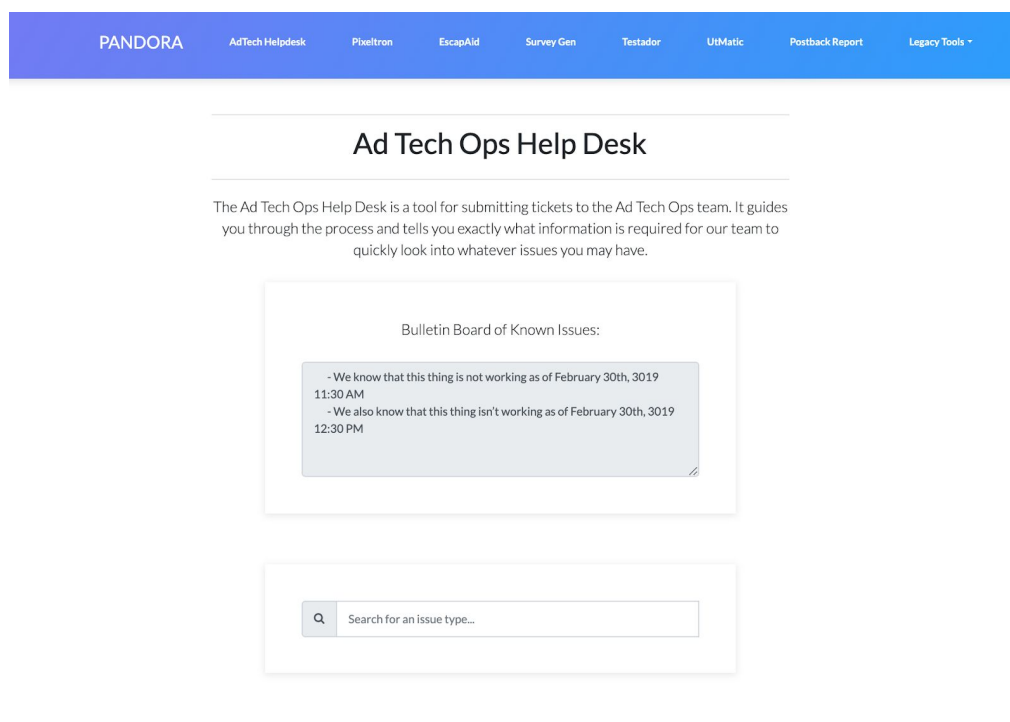 PANDORA AdTech Helpdesk Pixeltron EscapAid Survey Gen Testador UtMatic Postback Report Legacy Tools
Ad Tech Ops Help Desk
The Ad Tech Ops Help Desk is a tool for submitting tickets to the Ad Tech Ops team. It guides
you through the process and tells you exactly what information is required for our team to
quickly look into whatever issues you may have.
Bulletin Board of Known Issues:
- We know that this thing is not working as of February 30th, 3019
11:30 AM
- We also know that this thing isn't working as of February 30th, 3019
12:30 PM
Search for an issue type...